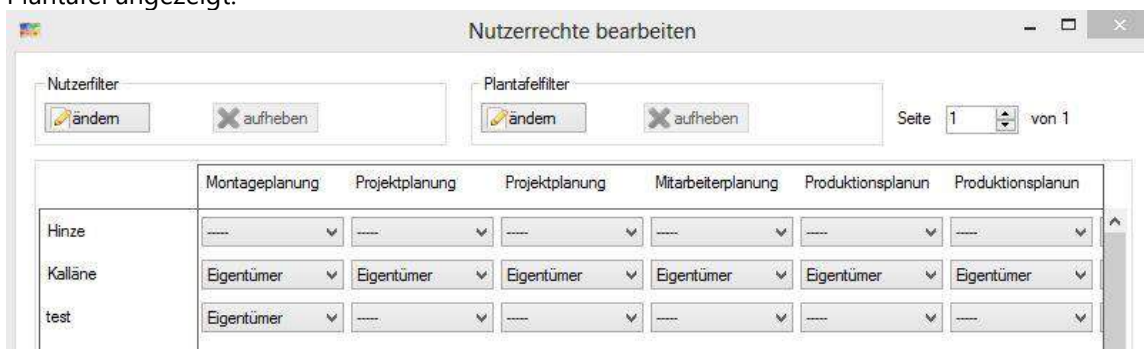 Plantafel angezeigt.
Nutzerrechte bearbeiten
Nutzerfilter
Plantafelfilter
ändern aufheben ändern aufheben Seite 1 von 1
Montageplanung Projektplanung Projektplanung Mitarbeiterplanung Produktionsplanun Produktionsplanun
Hinze ----- ----- ----- ----- ----- -----
Kalläne Eigentümer Eigentümer Eigentümer Eigentümer Eigentümer Eigentümer
test Eigentümer ----- ----- ----- ----- -----